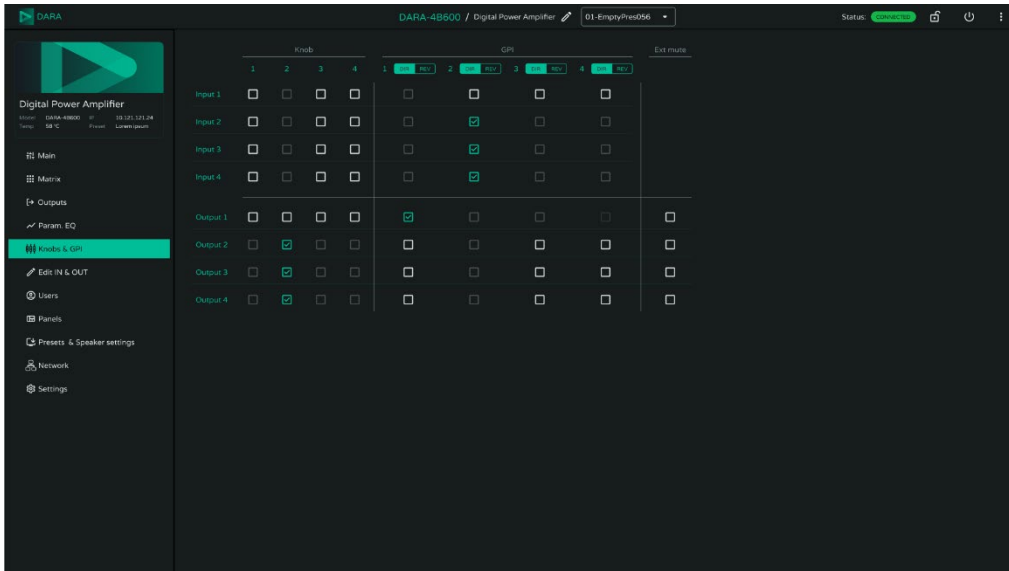 DARA
DARA-4B600 / Digital Power Amplifier
01-EmptyPres056
Status: CONNECTED
Digital Power Amplifier
Model DARA-4B600 IP 10.121.121.24
Temp 58 °C Preset Lorem ipsum
Main
Matrix
Outputs
Param. EQ
Knobs & GPI
Edit IN & OUT
Users
Panels
Presets & Speaker settings
Network
Settings
Knob GPI Ext mute
1 2 3 4 1 DIR REV 2 DIR REV 3 DIR REV 4 DIR REV
Input 1
Input 2
Input 3
Input 4
Output 1
Output 2
Output 3
Output 4